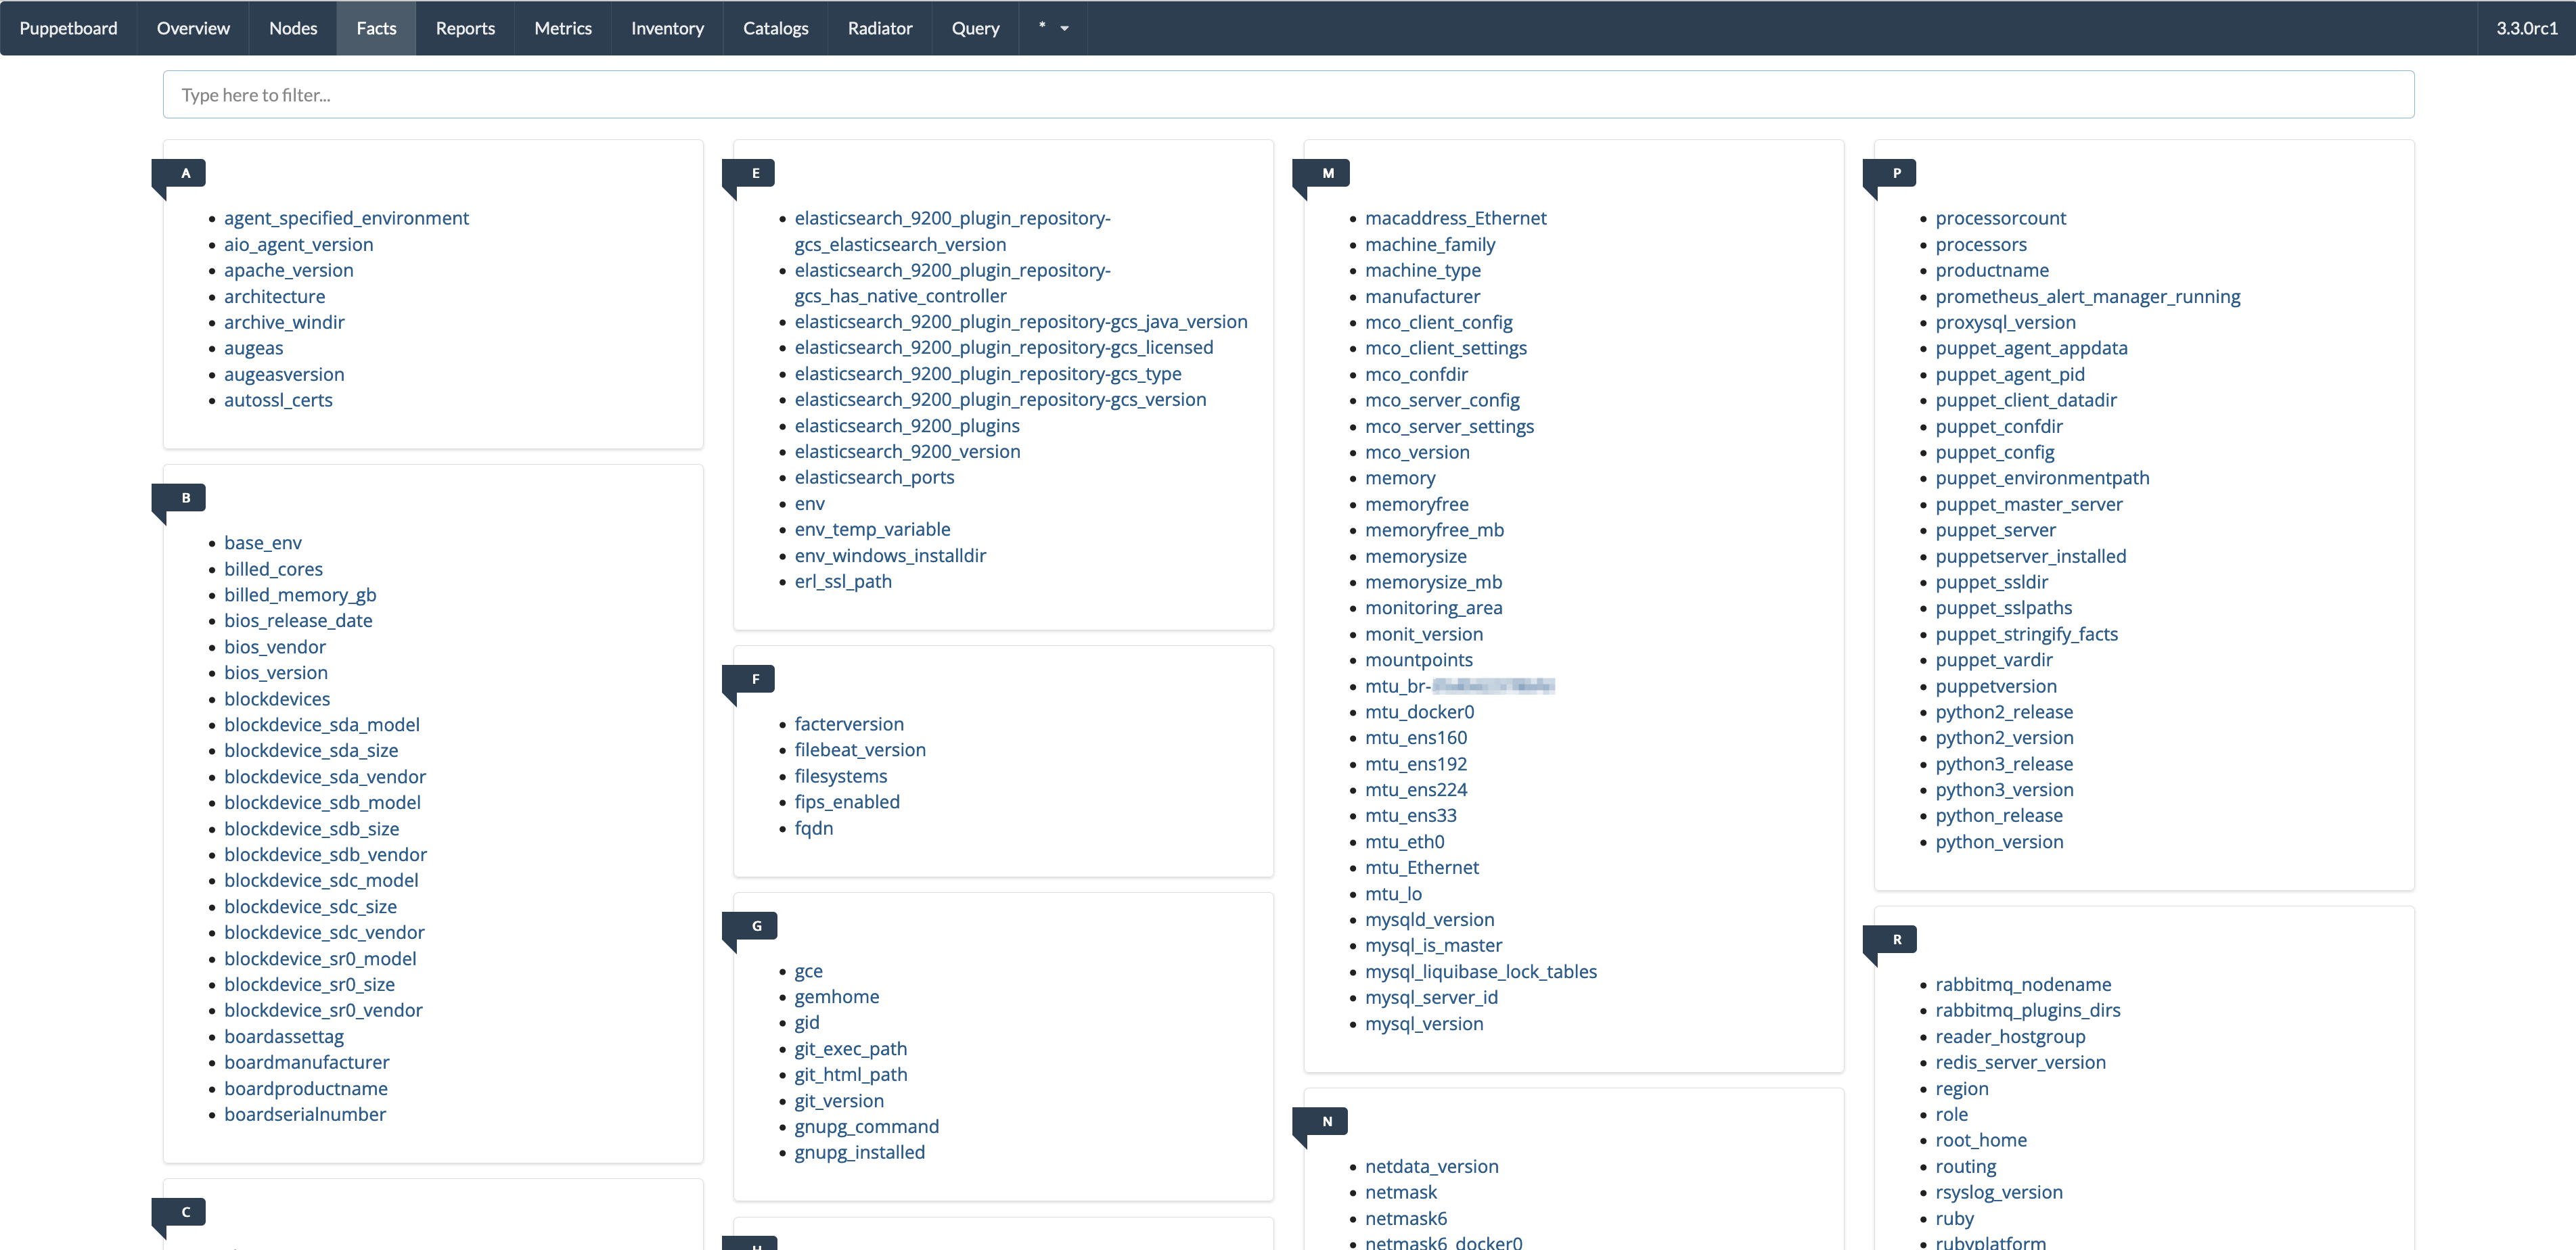 Puppetboard
Overview
Nodes
Facts
Reports
Metrics
Inventory
Catalogs
Radiator
Query
*
3.3.0rc1
Type here to filter...
A
agent_specified_environment
aio_agent_version
apache_version
architecture
archive_windir
augeas
augeasversion
autossl_certs
B
base_env
billed_cores
billed_memory_gb
bios_release_date
bios_vendor
bios_version
blockdevices
blockdevice_sda_model
blockdevice_sda_size
blockdevice_sda_vendor
blockdevice_sdb_model
blockdevice_sdb_size
blockdevice_sdb_vendor
blockdevice_sdc_model
blockdevice_sdc_size
blockdevice_sdc_vendor
blockdevice_sr0_model
blockdevice_sr0_size
blockdevice_sr0_vendor
boardassettag
boardmanufacturer
boardproductname
boardserialnumber
C
E
elasticsearch_9200_plugin_repository-
gcs_elasticsearch_version
elasticsearch_9200_plugin_repository-
gcs_has_native_controller
elasticsearch_9200_plugin_repository-gcs_java_version
elasticsearch_9200_plugin_repository-gcs_licensed
elasticsearch_9200_plugin_repository-gcs_type
elasticsearch_9200_plugin_repository-gcs_version
elasticsearch_9200_plugins
elasticsearch_9200_version
elasticsearch_ports
env
env_temp_variable
env_windows_installdir
erl_ssl_path
F
facterversion
filebeat_version
filesystems
fips_enabled
fqdn
G
gce
gemhome
gid
git_exec_path
git_html_path
git_version
gnupg_command
gnupg_installed
M
macaddress_Ethernet
machine_family
machine_type
manufacturer
mco_client_config
mco_client_settings
mco_confdir
mco_server_config
mco_server_settings
mco_version
memory
memoryfree
memoryfree_mb
memorysize
memorysize_mb
monitoring_area
monit_version
mountpoints
mtu_br-
mtu_docker0
mtu_ens160
mtu_ens192
mtu_ens224
mtu_ens33
mtu_eth0
mtu_Ethernet
mtu_lo
mysqld_version
mysql_is_master
mysql_liquibase_lock_tables
mysql_server_id
mysql_version
N
netdata_version
netmask
netmask6
netmask6_docker0
P
processorcount
processors
productname
prometheus_alert_manager_running
proxysql_version
puppet_agent_appdata
puppet_agent_pid
puppet_client_datadir
puppet_confdir
puppet_config
puppet_environmentpath
puppet_master_server
puppet_server
puppetserver_installed
puppet_ssldir
puppet_sslpaths
puppet_stringify_facts
puppet_vardir
puppetversion
python2_release
python2_version
python3_release
python3_version
python_release
python_version
R
rabbitmq_nodename
rabbitmq_plugins_dirs
reader_hostgroup
redis_server_version
region
role
root_home
routing
rsyslog_version
ruby
rubyplatform